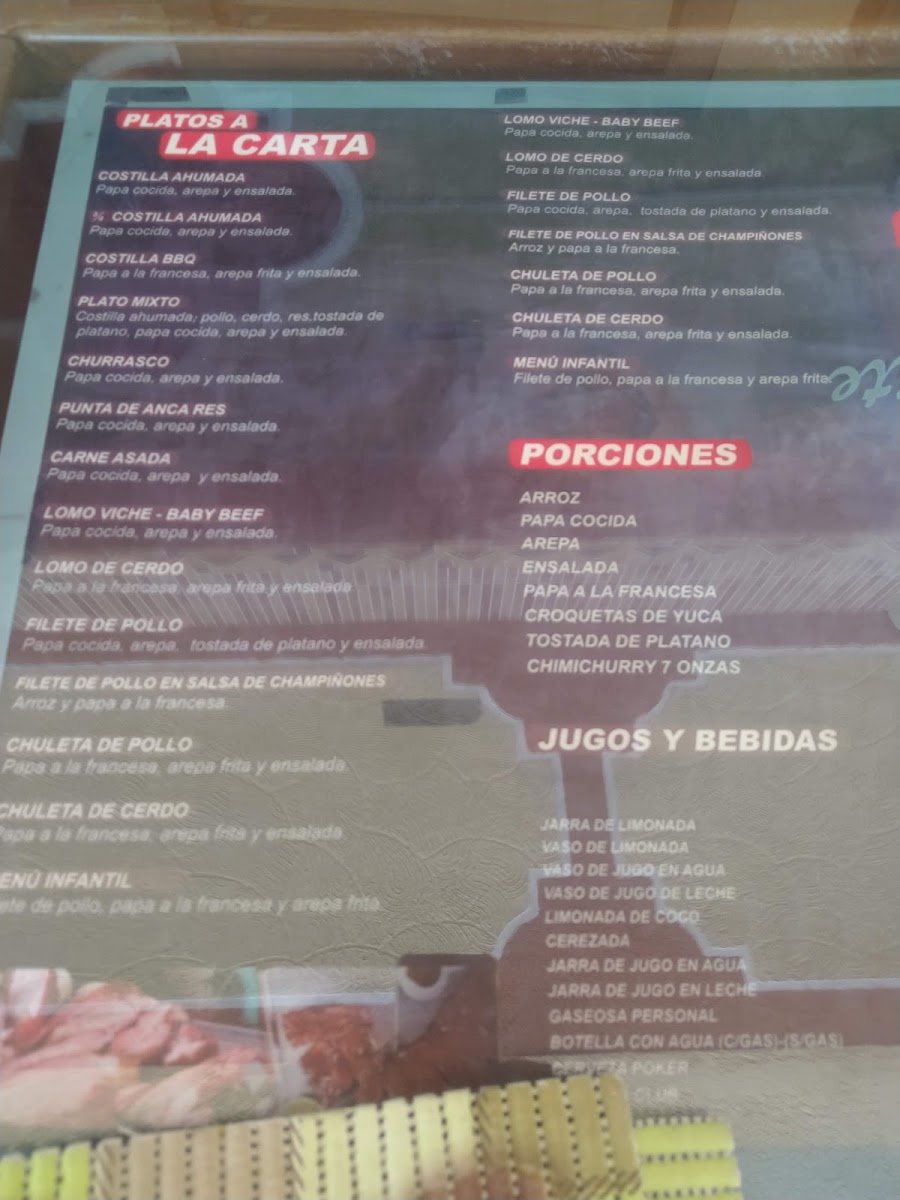 PLATOS A
LA CARTA
COSTILLA AHUMADA
Papa cocida, arepa y ensalada.
¾ COSTILLA AHUMADA
Papa cocida, arepa y ensalada.
COSTILLA BBQ
Papa a la francesa, arepa frita y ensalada.
PLATO MIXTO
Costilla ahumada; pollo, cerdo, res,tostada de
platano, papa cocida, arepa y ensalada.
CHURRASCO
Papa cocida, arepa y ensalada.
PUNTA DE ANCA RES
Papa cocida, arepa y ensalada.
CARNE ASADA
Papa cocida, arepa y ensalada.
LOMO VICHE - BABY BEEF
Papa cocida, arepa y ensalada.
LOMO DE CERDO
Papa a la francesa, arepa frita y ensalada.
FILETE DE POLLO
Papa cocida, arepa, tostada de platano y ensalada.
FILETE DE POLLO EN SALSA DE CHAMPIÑONES
Arroz y papa a la francesa.
CHULETA DE POLLO
Papa a la francesa, arepa frita y ensalada.
CHULETA DE CERDO
Papa a la francesa, arepa frita y ensalada.
ENÚ INFANTIL
lete de pollo, papa a la francesa y arepa frita.
LOMO VICHE - BABY BEEF
Papa cocida, arepa y ensalada.
LOMO DE CERDO
Papa a la francesa, arepa frita y ensalada.
FILETE DE POLLO
Papa cocida, arepa, tostada de platano y ensalada.
FILETE DE POLLO EN SALSA DE CHAMPIÑONES
Arroz y papa a la francesa.
CHULETA DE POLLO
Papa a la francesa, arepa frita y ensalada.
CHULETA DE CERDO
Papa a la francesa, arepa frita y ensalada.
MENÚ INFANTIL
Filete de pollo, papa a la francesa y arepa frita.
PORCIONES
ARROZ
PAPA COCIDA
AREPA
ENSALADA
PAPA A LA FRANCESA
CROQUETAS DE YUCA
TOSTADA DE PLATANO
CHIMICHURRY 7 ONZAS
JUGOS Y BEBIDAS
JARRA DE LIMONADA
VASO DE LIMONADA
VASO DE JUGO EN AGUA
VASO DE JUGO DE LECHE
LIMONADA DE COCO
CEREZADA
JARRA DE JUGO EN AGUA
JARRA DE JUGO EN LECHE
GASEOSA PERSONAL
BOTELLA CON AGUA (C/GAS)-(S/GAS)
CERVEZA POKER
CLUB